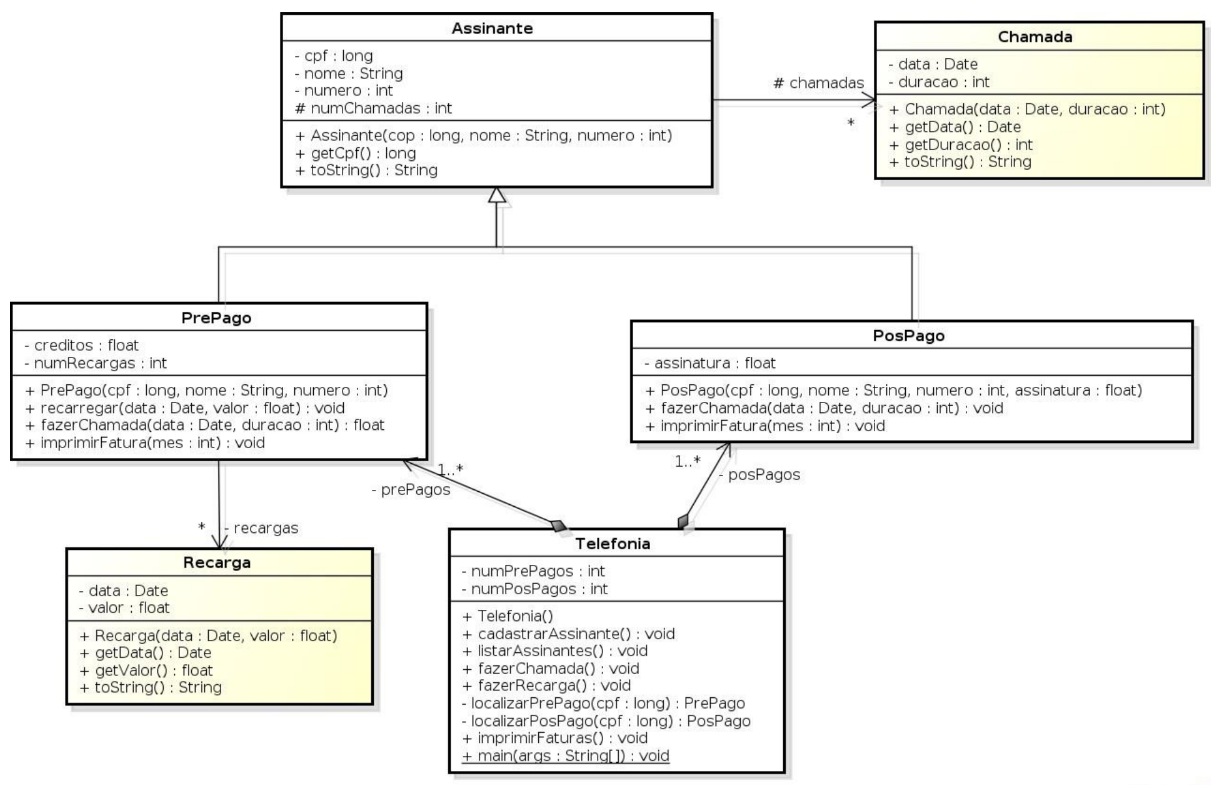 Assinante
- cpf : long
- nome : String
- numero : int
# numChamadas : int
+ Assinante(cop : long, nome : String, numero : int)
+ getCpf() : long
+ toString() : String
# chamadas
*
Chamada
- data : Date
- duracao : int
+ Chamada(data : Date, duracao : int)
+ getData() : Date
+ getDuracao() : int
+ toString() : String
PrePago
- creditos : float
- numRecargas : int
+ PrePago(cpf : long, nome : String, numero : int)
+ recarregar(data : Date, valor : float) : void
+ fazerChamada(data : Date, duracao : int) : float
+ imprimirFatura(mes : int) : void
PosPago
- assinatura : float
+ PosPago(cpf : long, nome : String, numero : int, assinatura : float)
+ fazerChamada(data : Date, duracao : int) : void
+ imprimirFatura(mes : int) : void
1..*
- prePagos
1..*
- posPagos
* - recargas
Recarga
- data : Date
- valor : float
+ Recarga(data : Date, valor : float)
+ getData() : Date
+ getValor() : float
+ toString() : String
Telefonia
- numPrePagos : int
- numPosPagos : int
+ Telefonia()
+ cadastrarAssinante() : void
+ listarAssinantes() : void
+ fazerChamada() : void
+ fazerRecarga() : void
- localizarPrePago(cpf : long) : PrePago
- localizarPosPago(cpf : long) : PosPago
+ imprimirFaturas() : void
+ main(args : String[]) : void